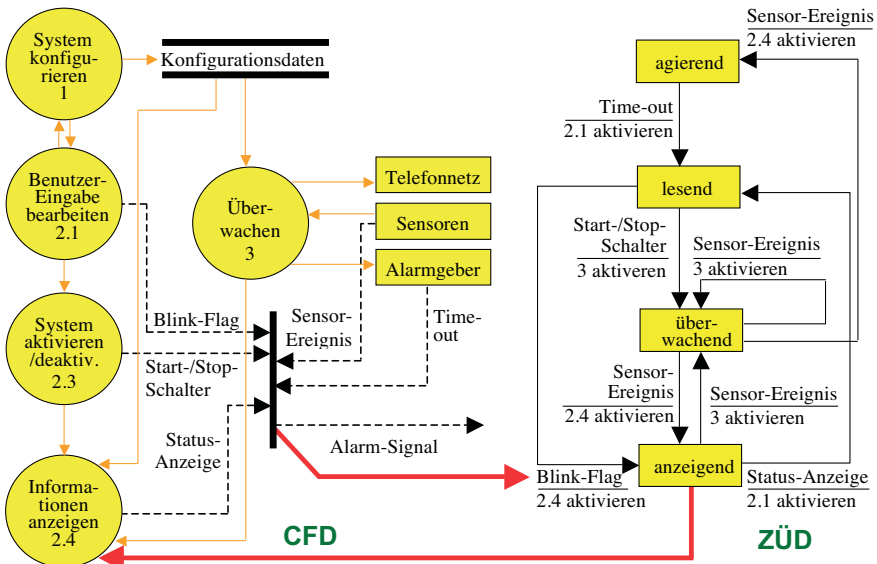 System
konfigu-
rieren
1
Konfigurationsdaten
Benutzer-
Eingabe
bearbeiten
2.1
Über-
wachen
3
Telefonnetz
Sensoren
Alarmgeber
System
aktivieren
/deaktiv.
2.3
Blink-Flag
Start-/Stop-
Schalter
Sensor-
Ereignis
Time-
out
Status-
Anzeige
Alarm-Signal
Informa-
tionen
anzeigen
2.4
CFD
Sensor-Ereignis
2.4 aktivieren
agierend
Time-out
2.1 aktivieren
lesend
Start-/Stop-
Schalter
3 aktivieren
Sensor-Ereignis
3 aktivieren
über-
wachend
Sensor-
Ereignis
2.4 aktivieren
Sensor-Ereignis
3 aktivieren
anzeigend
Blink-Flag
2.4 aktivieren
Status-Anzeige
2.1 aktivieren
ZÜD